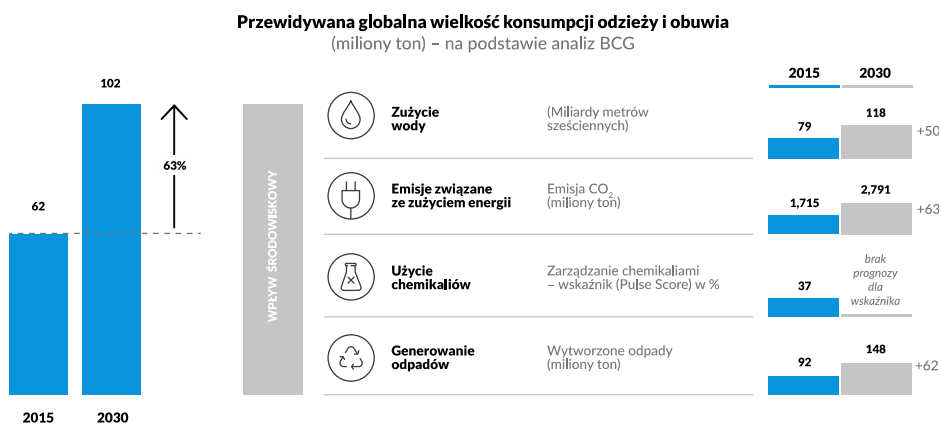 Przewidywana globalna wielkość konsumpcji odzieży i obuwia
(miliony ton) – na podstawie analiz BCG
102
63%
62
2015
2030
WPŁYW ŚRODOWISKOWY
2015
2030
Zużycie
wody
(Miliardy metrów
sześciennych)
79
118
+50
Emisje związane
ze zużyciem energii
Emisja CO2
(miliony ton)
1,715
2,791
+63
Użycie
chemikaliów
Zarządzanie chemikaliami
– wskaźnik (Pulse Score) w %
37
brak
prognozy
dla
wskaźnika
Generowanie
odpadów
Wytworzone odpady
(miliony ton)
92
148
+62